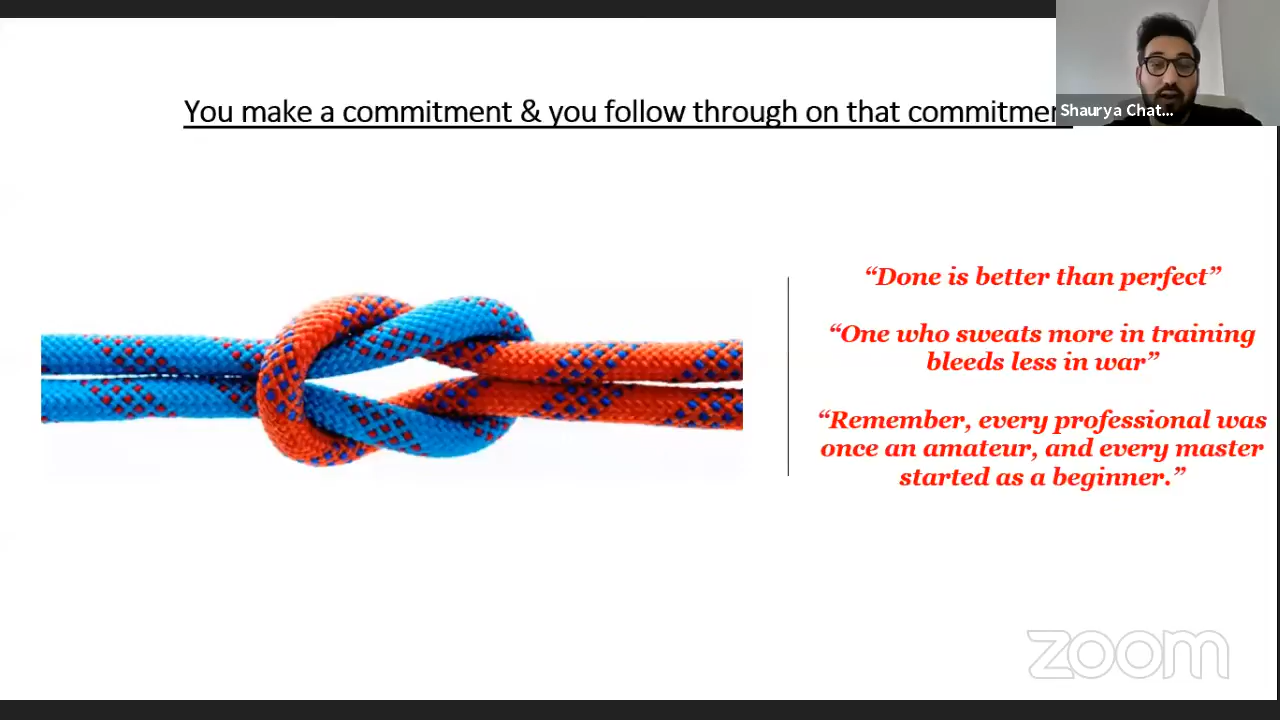 You make a commitment & you follow through on that commitmen
Shaurya Chat...
“Done is better than perfect”
“One who sweats more in training
bleeds less in war”
“Remember, every professional was
once an amateur, and every master
started as a beginner.”
zoom